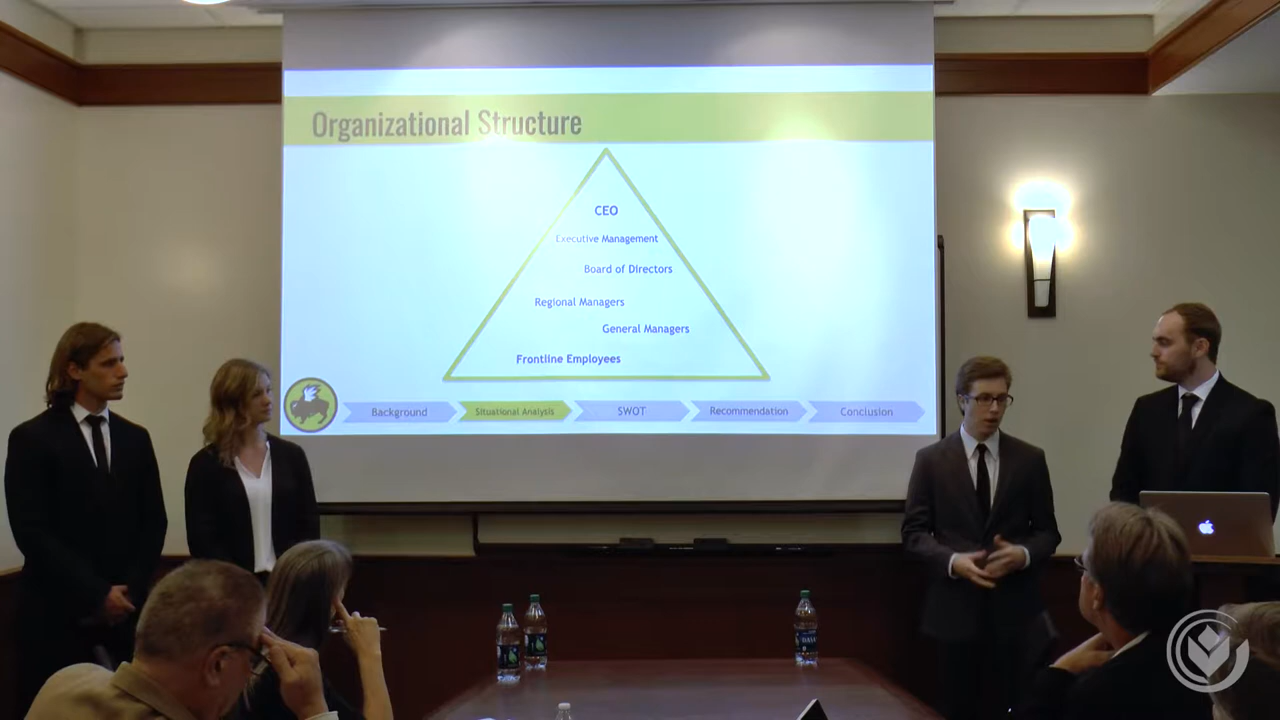 Organizational Structure
CEO
Executive Management
Board of Directors
Regional Managers
General Managers
Frontline Employees
Background
Situational Analysis
SWOT
Recommendation
Conclusion